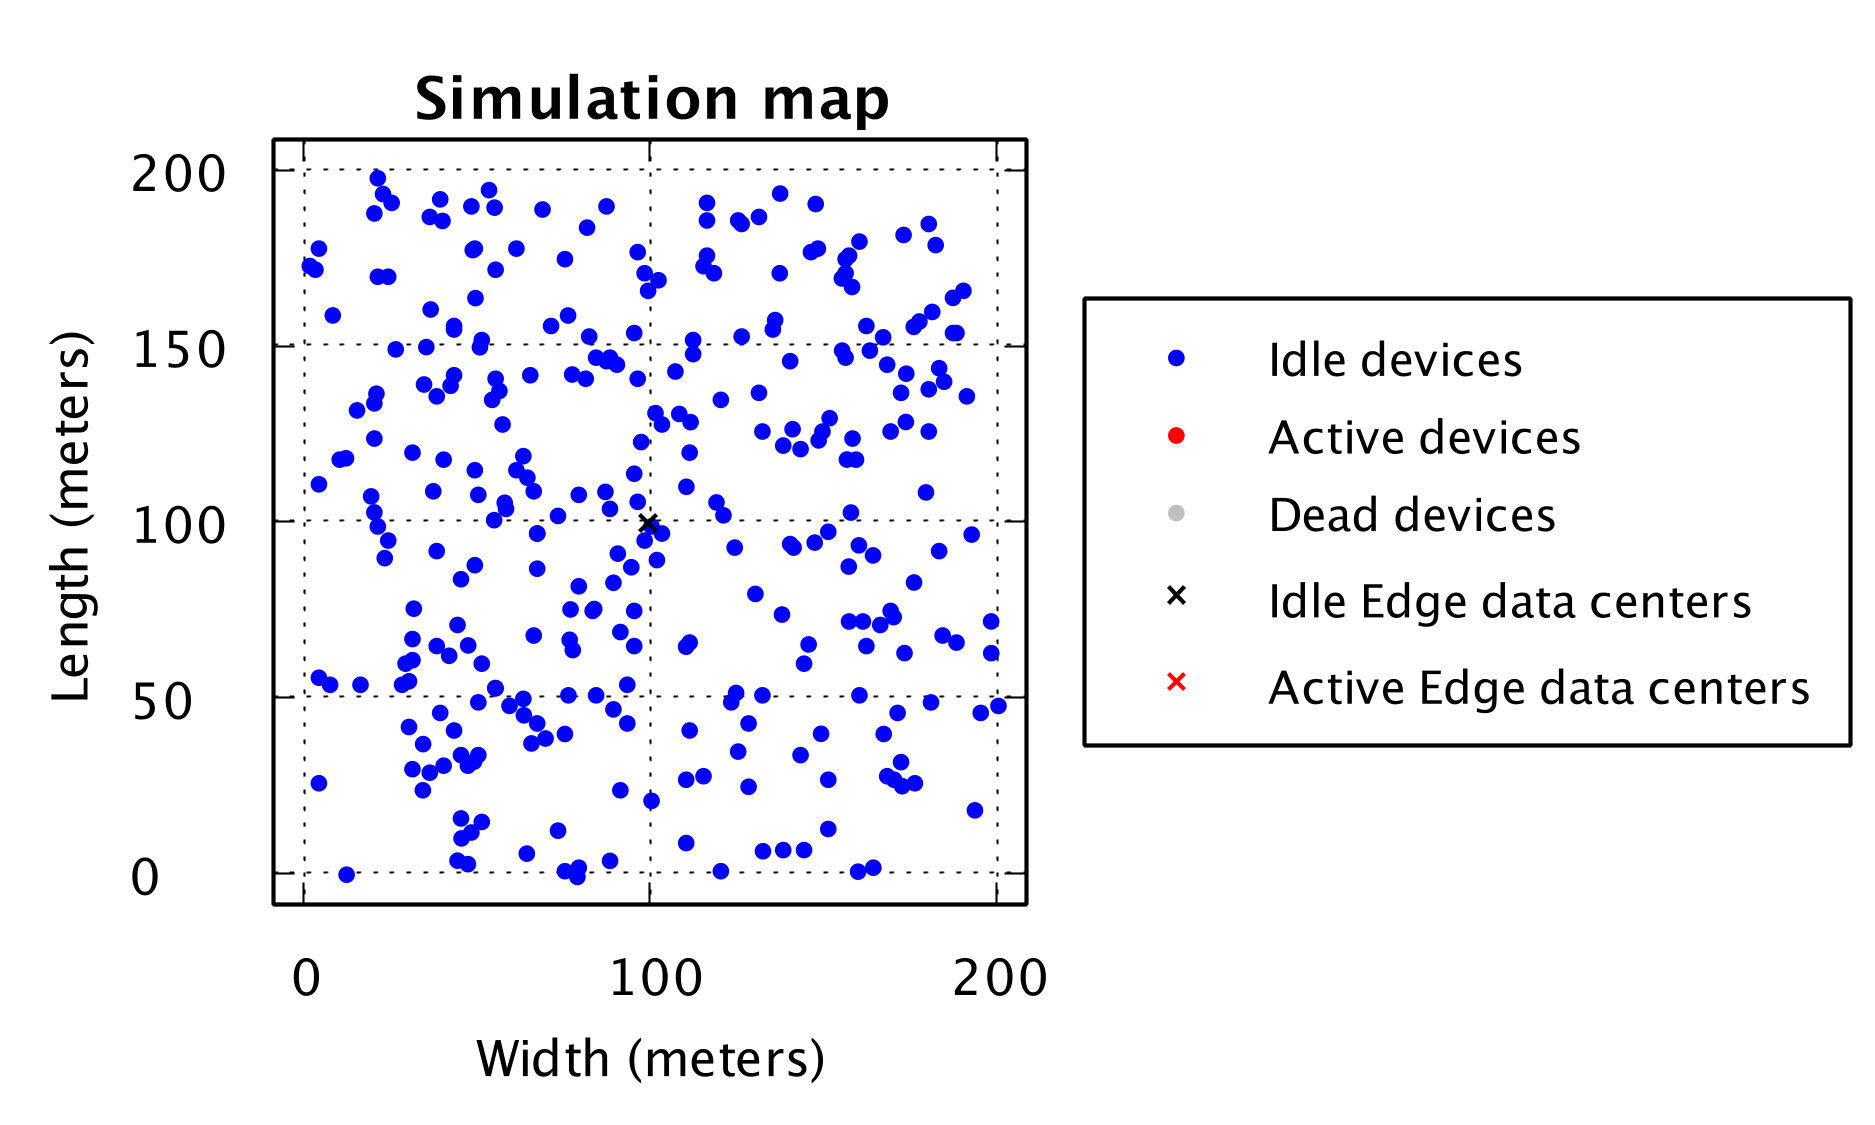 Simulation map
200
150
100
50
0
Length (meters)
0 100 200
Width (meters)
Idle devices
Active devices
Dead devices
Idle Edge data centers
Active Edge data centers